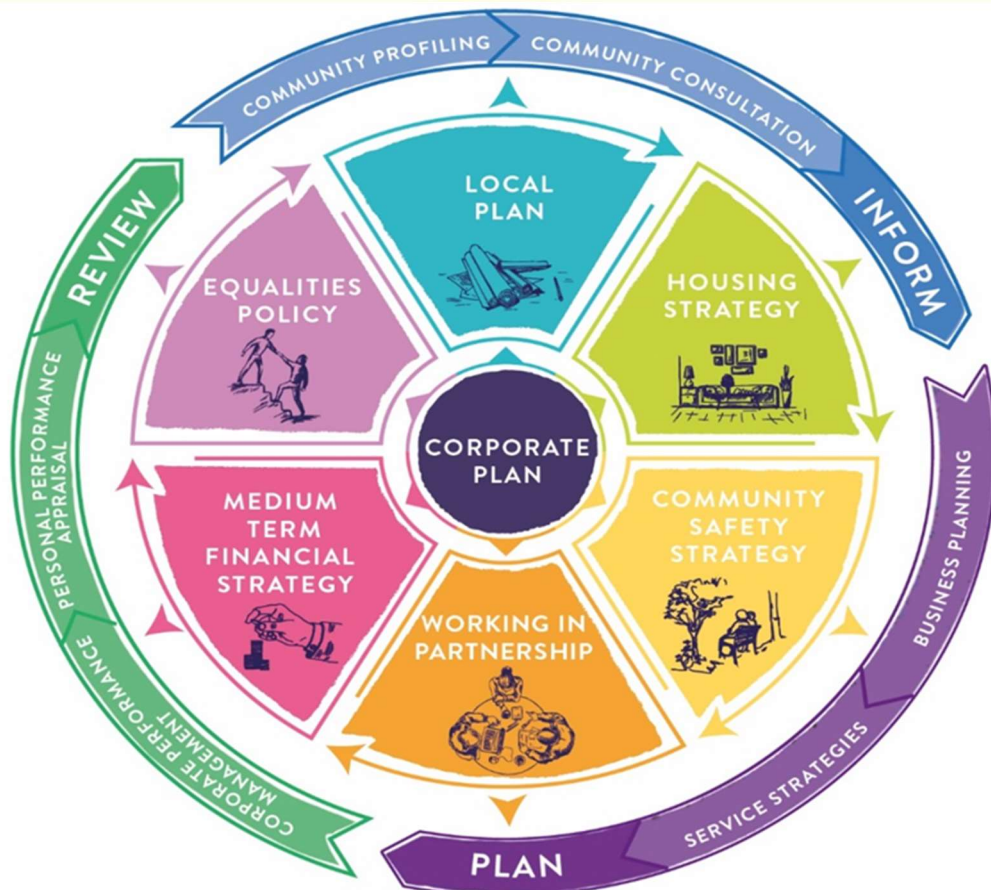 COMMUNITY PROFILING
COMMUNITY CONSULTATION
INFORM
BUSINESS PLANNING
SERVICE STRATEGIES
PLAN
CORPORATE PERFORMANCE
MANAGEMENT
PERSONAL PERFORMANCE
APPRAISAL
REVIEW
LOCAL
PLAN
HOUSING
STRATEGY
COMMUNITY
SAFETY
STRATEGY
WORKING IN
PARTNERSHIP
MEDIUM
TERM
FINANCIAL
STRATEGY
EQUALITIES
POLICY
CORPORATE
PLAN